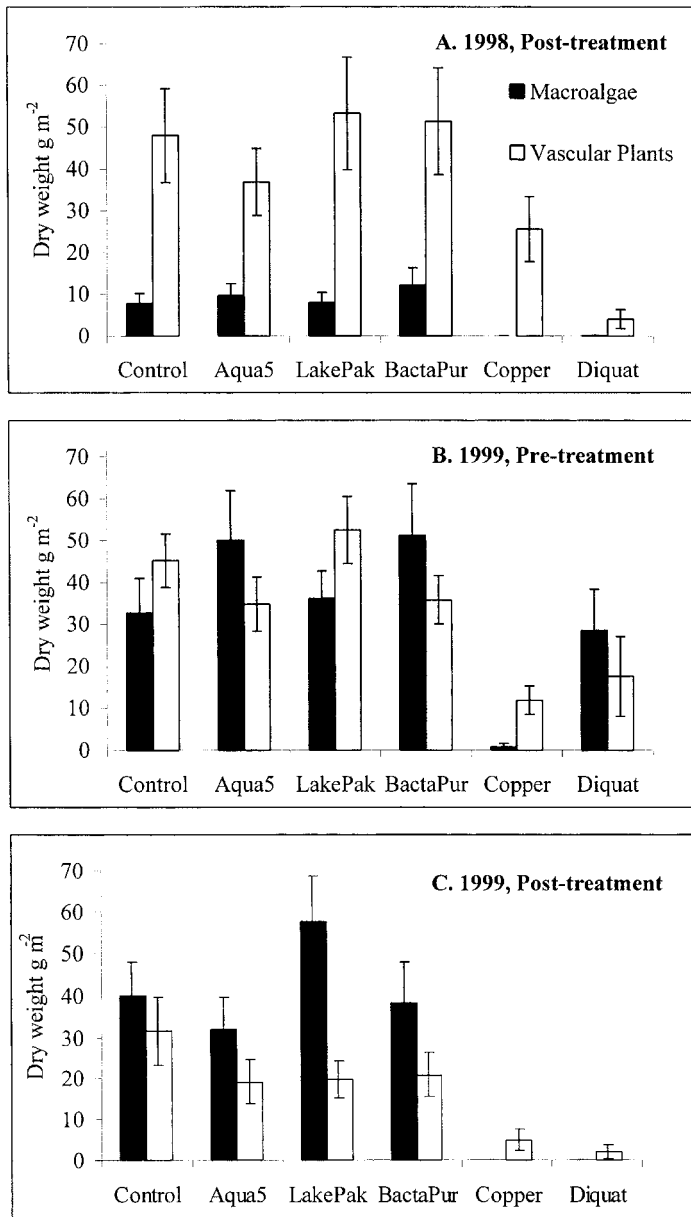 A. 1998, Post-treatment
Macroalgae
Vascular Plants
Dry weight g m⁻²
70
60
50
40
30
20
10
0
Control Aqua5 LakePak BactaPur Copper Diquat
B. 1999, Pre-treatment
Dry weight g m⁻²
70
60
50
40
30
20
10
0
Control Aqua5 LakePak BactaPur Copper Diquat
C. 1999, Post-treatment
Dry weight g m⁻²
70
60
50
40
30
20
10
0
Control Aqua5 LakePak BactaPur Copper Diquat